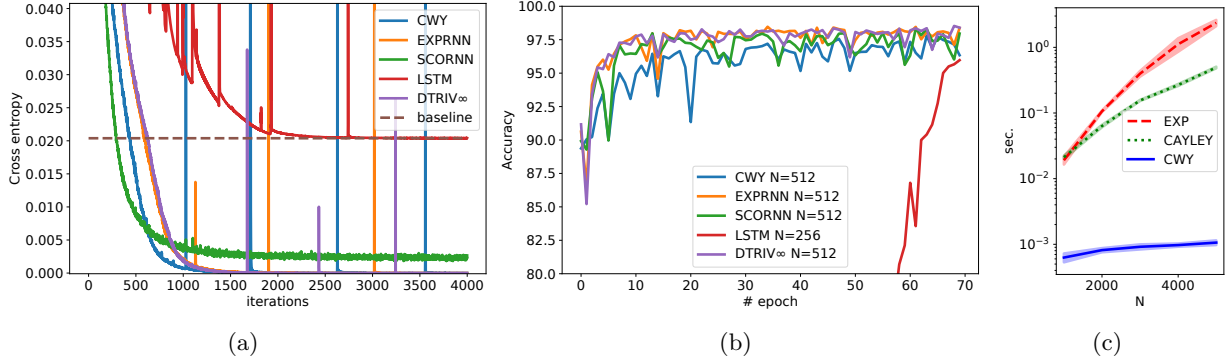 0.040
0.035
0.030
0.025
0.020
0.015
0.010
0.005
0.000
Cross entropy
0 500 1000 1500 2000 2500 3000 3500 4000
iterations
CWY
EXPRNN
SCORNN
LSTM
DTRIV∞
baseline
(a)
100.0
97.5
95.0
92.5
90.0
87.5
85.0
82.5
80.0
Accuracy
0 10 20 30 40 50 60 70
# epoch
CWY N=512
EXPRNN N=512
SCORNN N=512
LSTM N=256
DTRIV∞ N=512
(b)
10⁰
10⁻¹
10⁻²
10⁻³
sec.
2000 4000
N
EXP
CAYLEY
CWY
(c)